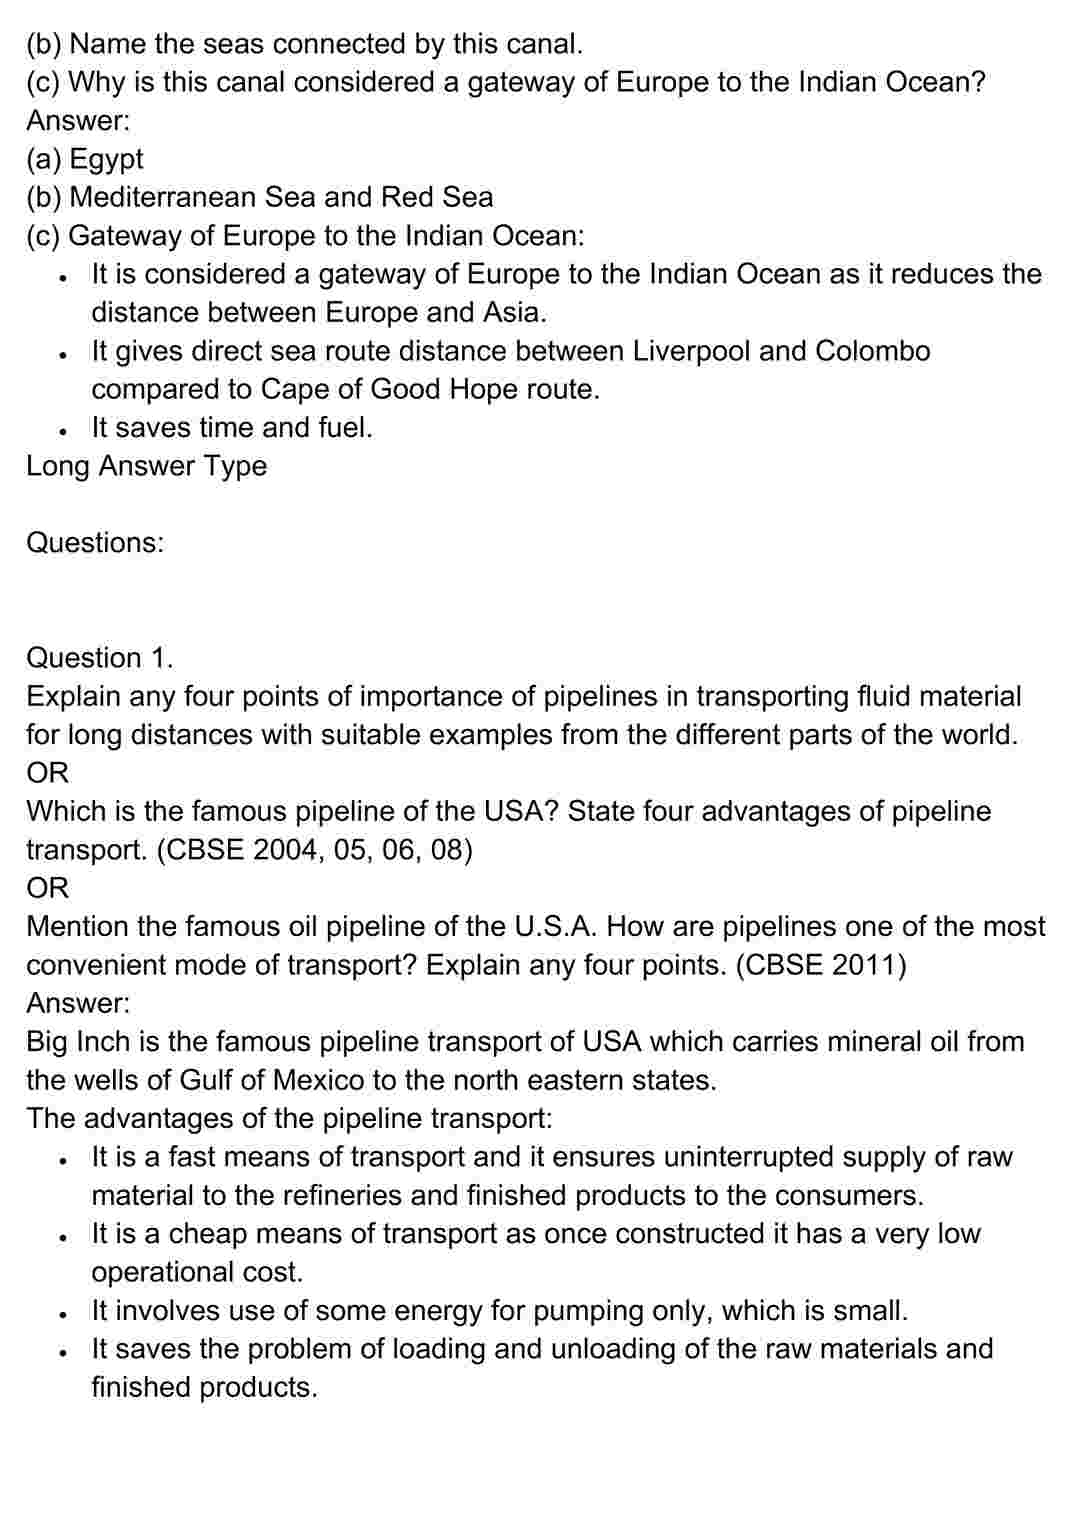 (b) Name the seas connected by this canal.
(c) Why is this canal considered a gateway of Europe to the Indian Ocean?
Answer:
(a) Egypt
(b) Mediterranean Sea and Red Sea
(c) Gateway of Europe to the Indian Ocean:
• It is considered a gateway of Europe to the Indian Ocean as it reduces the
distance between Europe and Asia.
• It gives direct sea route distance between Liverpool and Colombo
compared to Cape of Good Hope route.
• It saves time and fuel.
Long Answer Type
Questions:
Question 1.
Explain any four points of importance of pipelines in transporting fluid material
for long distances with suitable examples from the different parts of the world.
OR
Which is the famous pipeline of the USA? State four advantages of pipeline
transport. (CBSE 2004, 05, 06, 08)
OR
Mention the famous oil pipeline of the U.S.A. How are pipelines one of the most
convenient mode of transport? Explain any four points. (CBSE 2011)
Answer:
Big Inch is the famous pipeline transport of USA which carries mineral oil from
the wells of Gulf of Mexico to the north eastern states.
The advantages of the pipeline transport:
• It is a fast means of transport and it ensures uninterrupted supply of raw
material to the refineries and finished products to the consumers.
• It is a cheap means of transport as once constructed it has a very low
operational cost.
• It involves use of some energy for pumping only, which is small.
• It saves the problem of loading and unloading of the raw materials and
finished products.